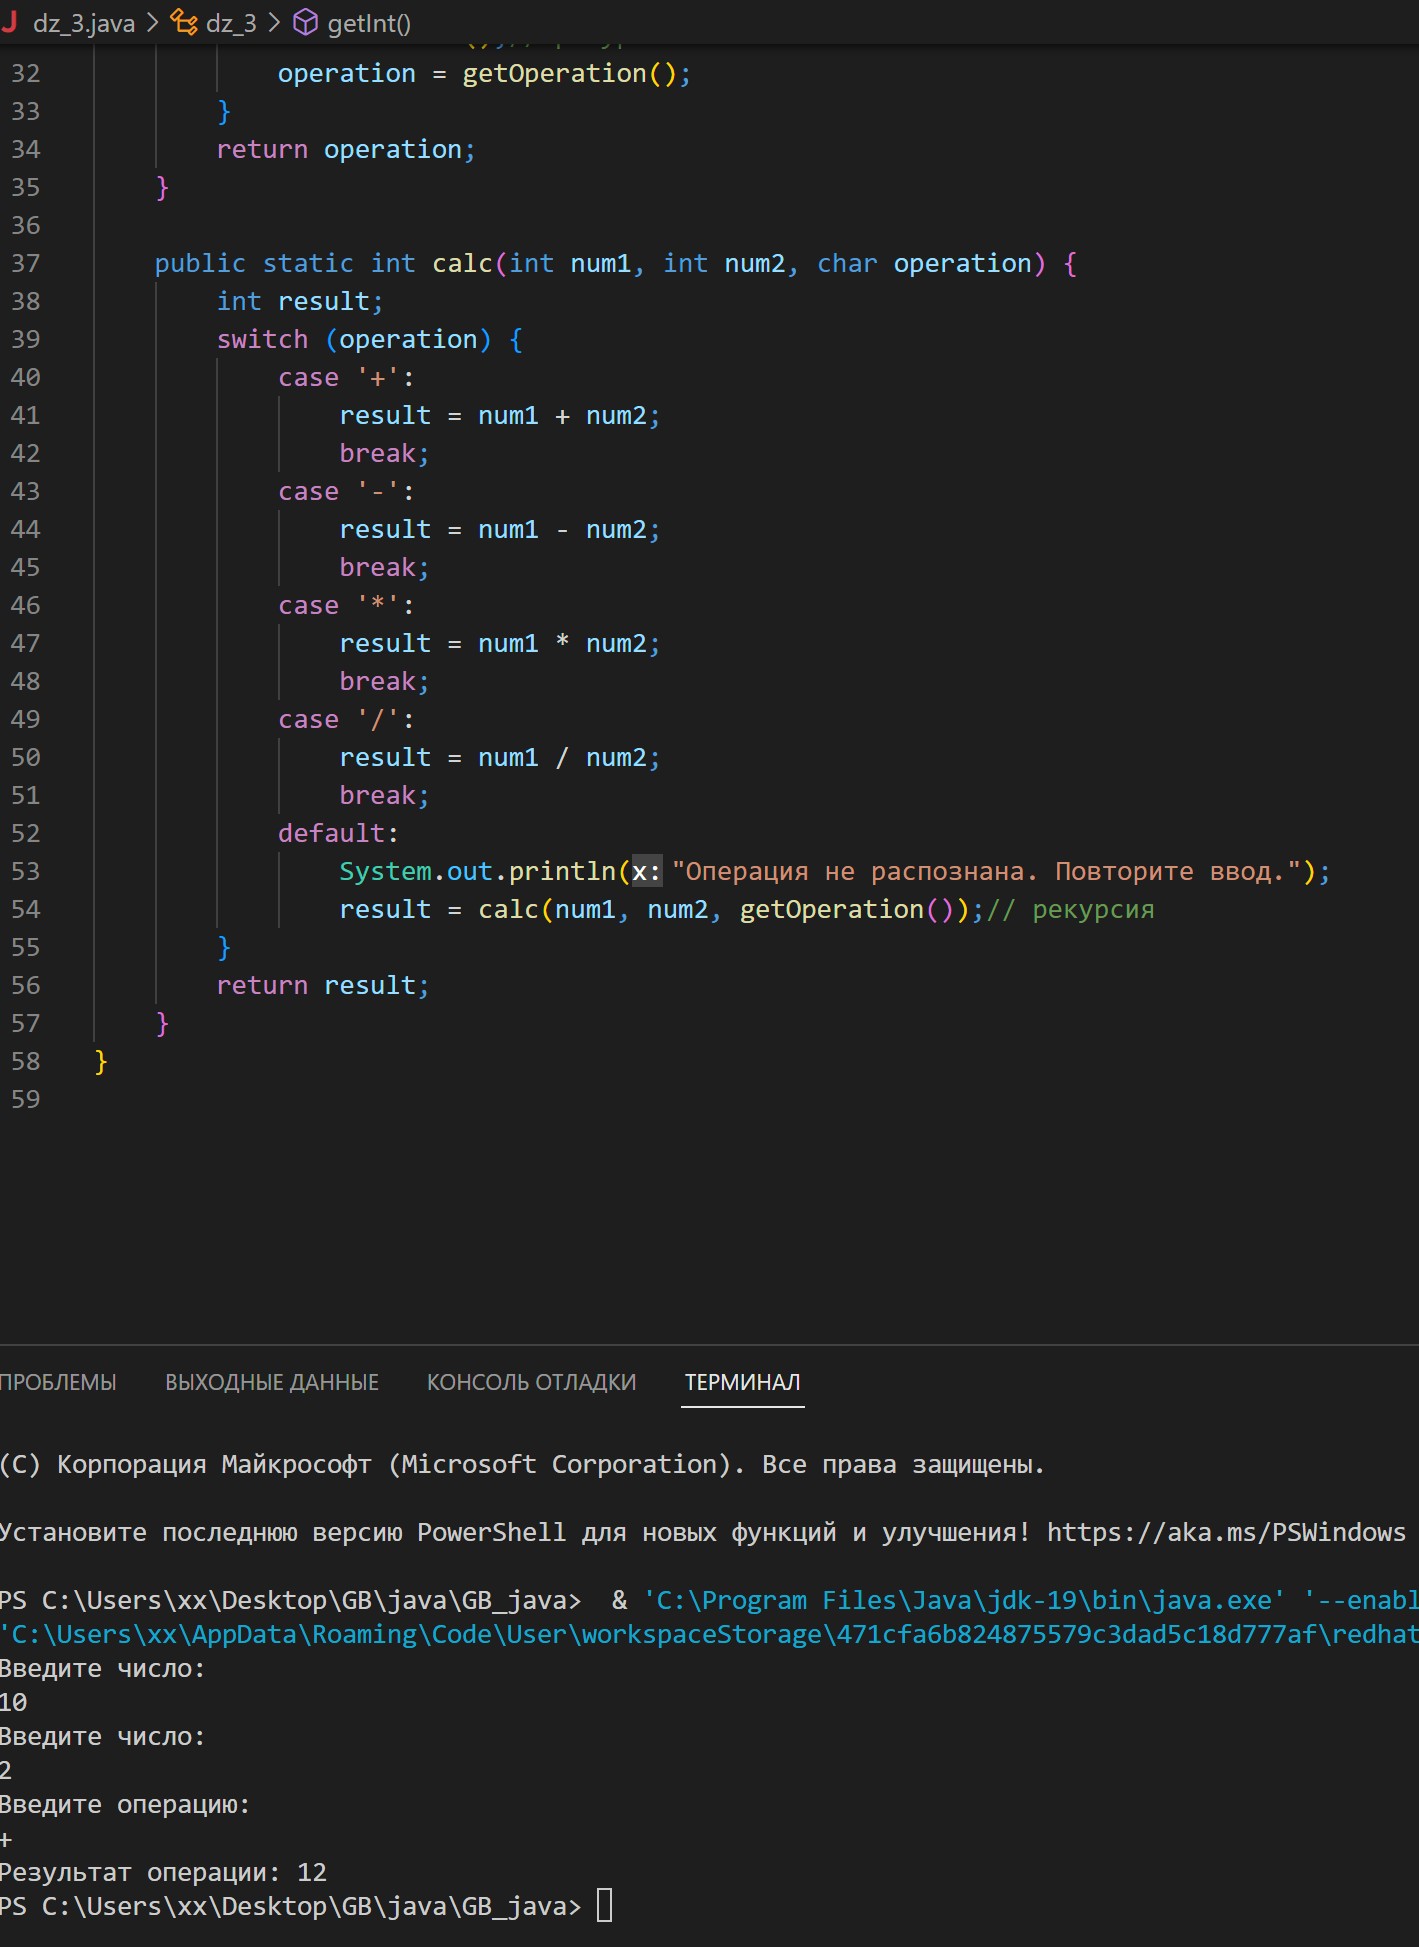 dz_3.java > dz_3 > getInt()
32 operation = getOperation();
33 }
34 return operation;
35 }
36
37 public static int calc(int num1, int num2, char operation) {
38 int result;
39 switch (operation) {
40 case '+':
41 result = num1 + num2;
42 break;
43 case '-':
44 result = num1 - num2;
45 break;
46 case '*':
47 result = num1 * num2;
48 break;
49 case '/':
50 result = num1 / num2;
51 break;
52 default:
53 System.out.println(x: "Операция не распознана. Повторите ввод.");
54 result = calc(num1, num2, getOperation());// рекурсия
55 }
56 return result;
57 }
58 }
59
ПРОБЛЕМЫ ВЫХОДНЫЕ ДАННЫЕ КОНСОЛЬ ОТЛАДКИ ТЕРМИНАЛ
(C) Корпорация Майкрософт (Microsoft Corporation). Все права защищены.
Установите последнюю версию PowerShell для новых функций и улучшения! https://aka.ms/PSWindows
PS C:\Users\xx\Desktop\GB\java\GB_java>  & 'C:\Program Files\Java\jdk-19\bin\java.exe' '--enabl
'C:\Users\xx\AppData\Roaming\Code\User\workspaceStorage\471cfa6b824875579c3dad5c18d777af\redhat
Введите число:
10
Введите число:
2
Введите операцию:
+
Результат операции: 12
PS C:\Users\xx\Desktop\GB\java\GB_java>